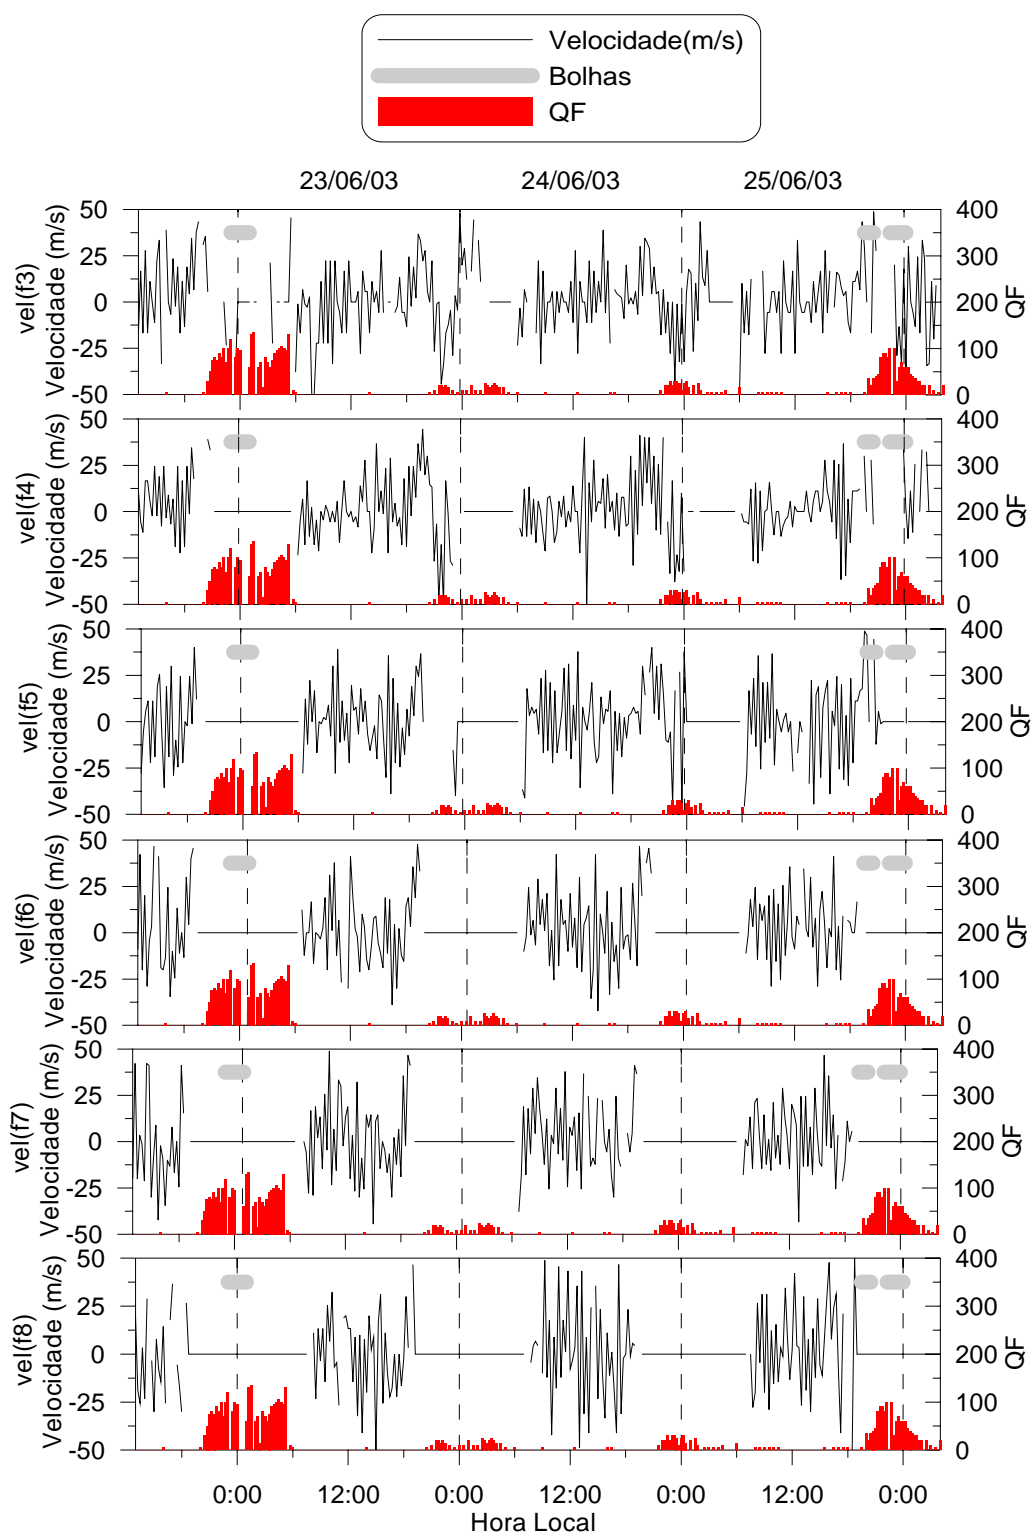 Velocidade(m/s)
Bolhas
QF
23/06/03 24/06/03 25/06/03
50 25 0 -25 -50
vel(f3)
Velocidade (m/s)
400 300 200 100 0
QF
50 25 0 -25 -50
vel(f4)
Velocidade (m/s)
400 300 200 100 0
QF
50 25 0 -25 -50
vel(f5)
Velocidade (m/s)
400 300 200 100 0
QF
50 25 0 -25 -50
vel(f6)
Velocidade (m/s)
400 300 200 100 0
QF
50 25 0 -25 -50
vel(f7)
Velocidade (m/s)
400 300 200 100 0
QF
50 25 0 -25 -50
vel(f8)
Velocidade (m/s)
400 300 200 100 0
QF
0:00 12:00 0:00 12:00 0:00 12:00 0:00
Hora Local